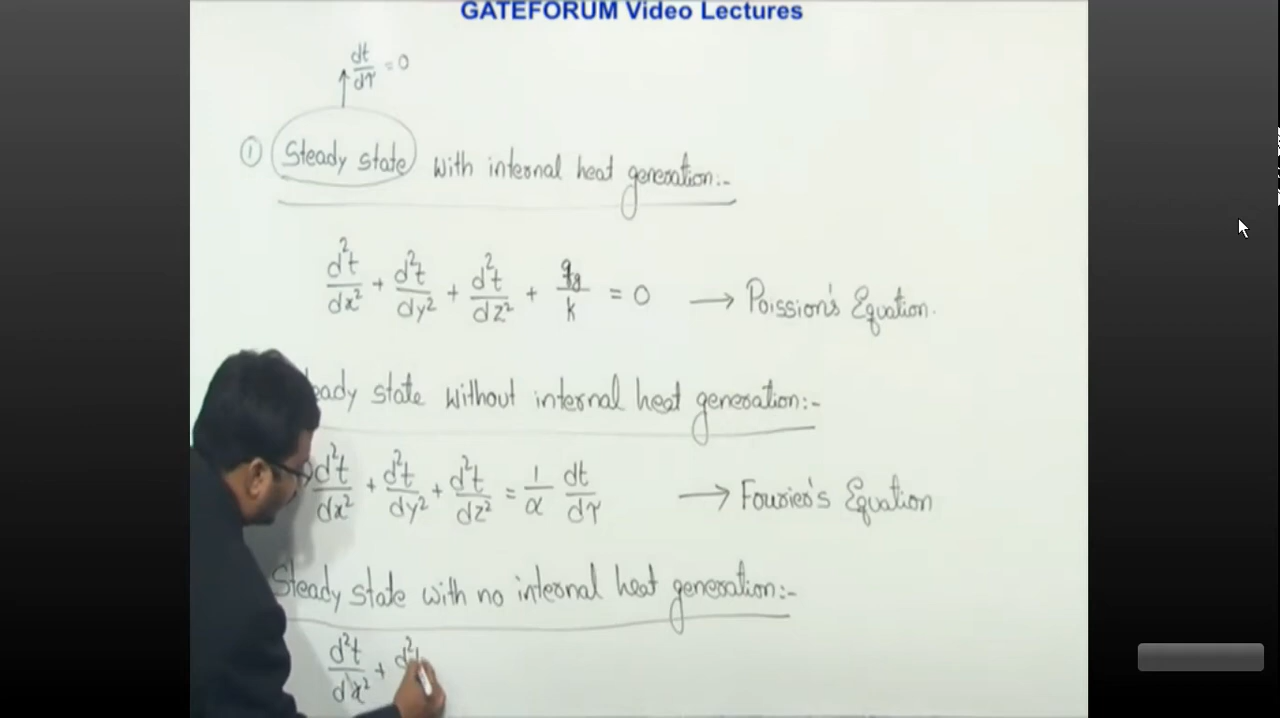 GATEFORUM Video Lectures
dt/dτ = 0
① Steady state with internal heat generation:-
d²t/dx² + d²t/dy² + d²t/dz² + qg/k = 0 → Poission's Equation.
eady state without internal heat generation:-
d²t/dx² + d²t/dy² + d²t/dz² = 1/α dt/dτ → Fourier's Equation
Steady state with no internal heat generation:-
d²t/dx² + d²t